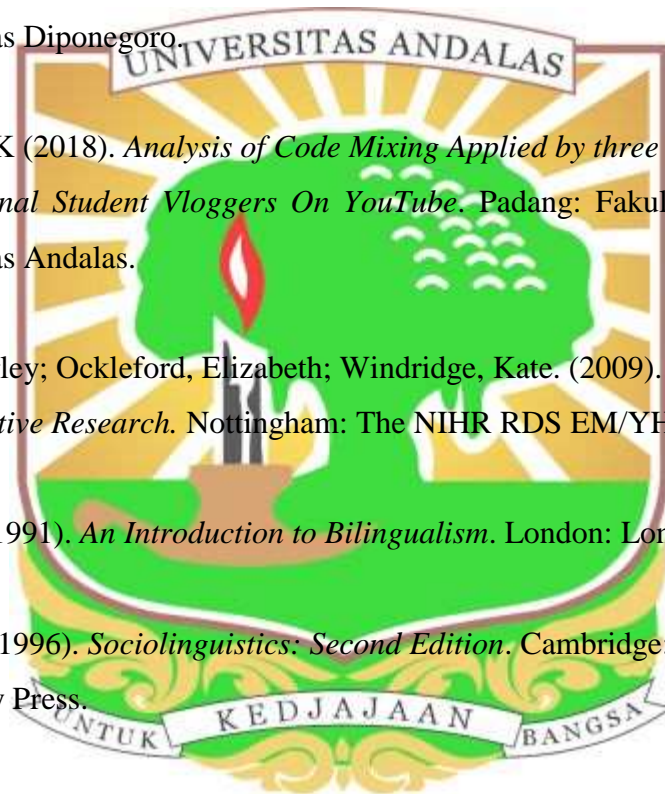 as Diponegoro.
UNIVERSITAS ANDALAS
K (2018). Analysis of Code Mixing Applied by three
nal Student Vloggers On YouTube. Padang: Fakul
as Andalas.
ley; Ockleford, Elizabeth; Windridge, Kate. (2009).
tive Research. Nottingham: The NIHR RDS EM/YH
1991). An Introduction to Bilingualism. London: Lon
1996). Sociolinguistics: Second Edition. Cambridge:
y Press.
UNTUK KEDJAJAAN BANGSA